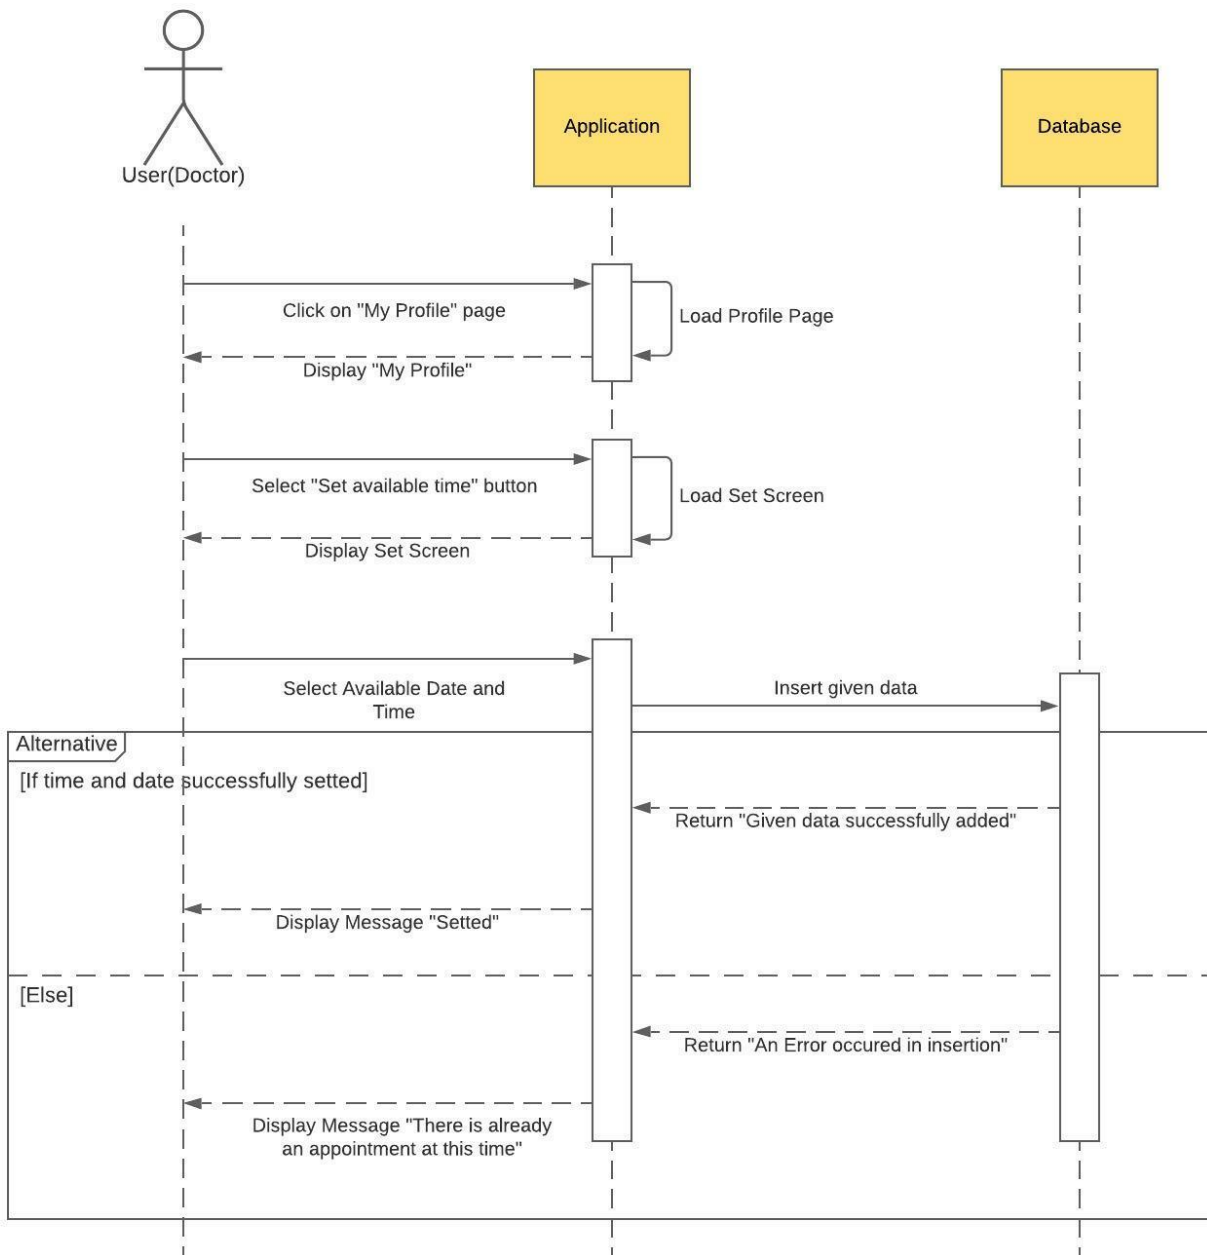 User(Doctor)
Application
Database
Click on "My Profile" page
Load Profile Page
Display "My Profile"
Select "Set available time" button
Load Set Screen
Display Set Screen
Select Available Date and
Time
Insert given data
Alternative
[If time and date successfully setted]
Return "Given data successfully added"
Display Message "Setted"
[Else]
Return "An Error occured in insertion"
Display Message "There is already
an appointment at this time"